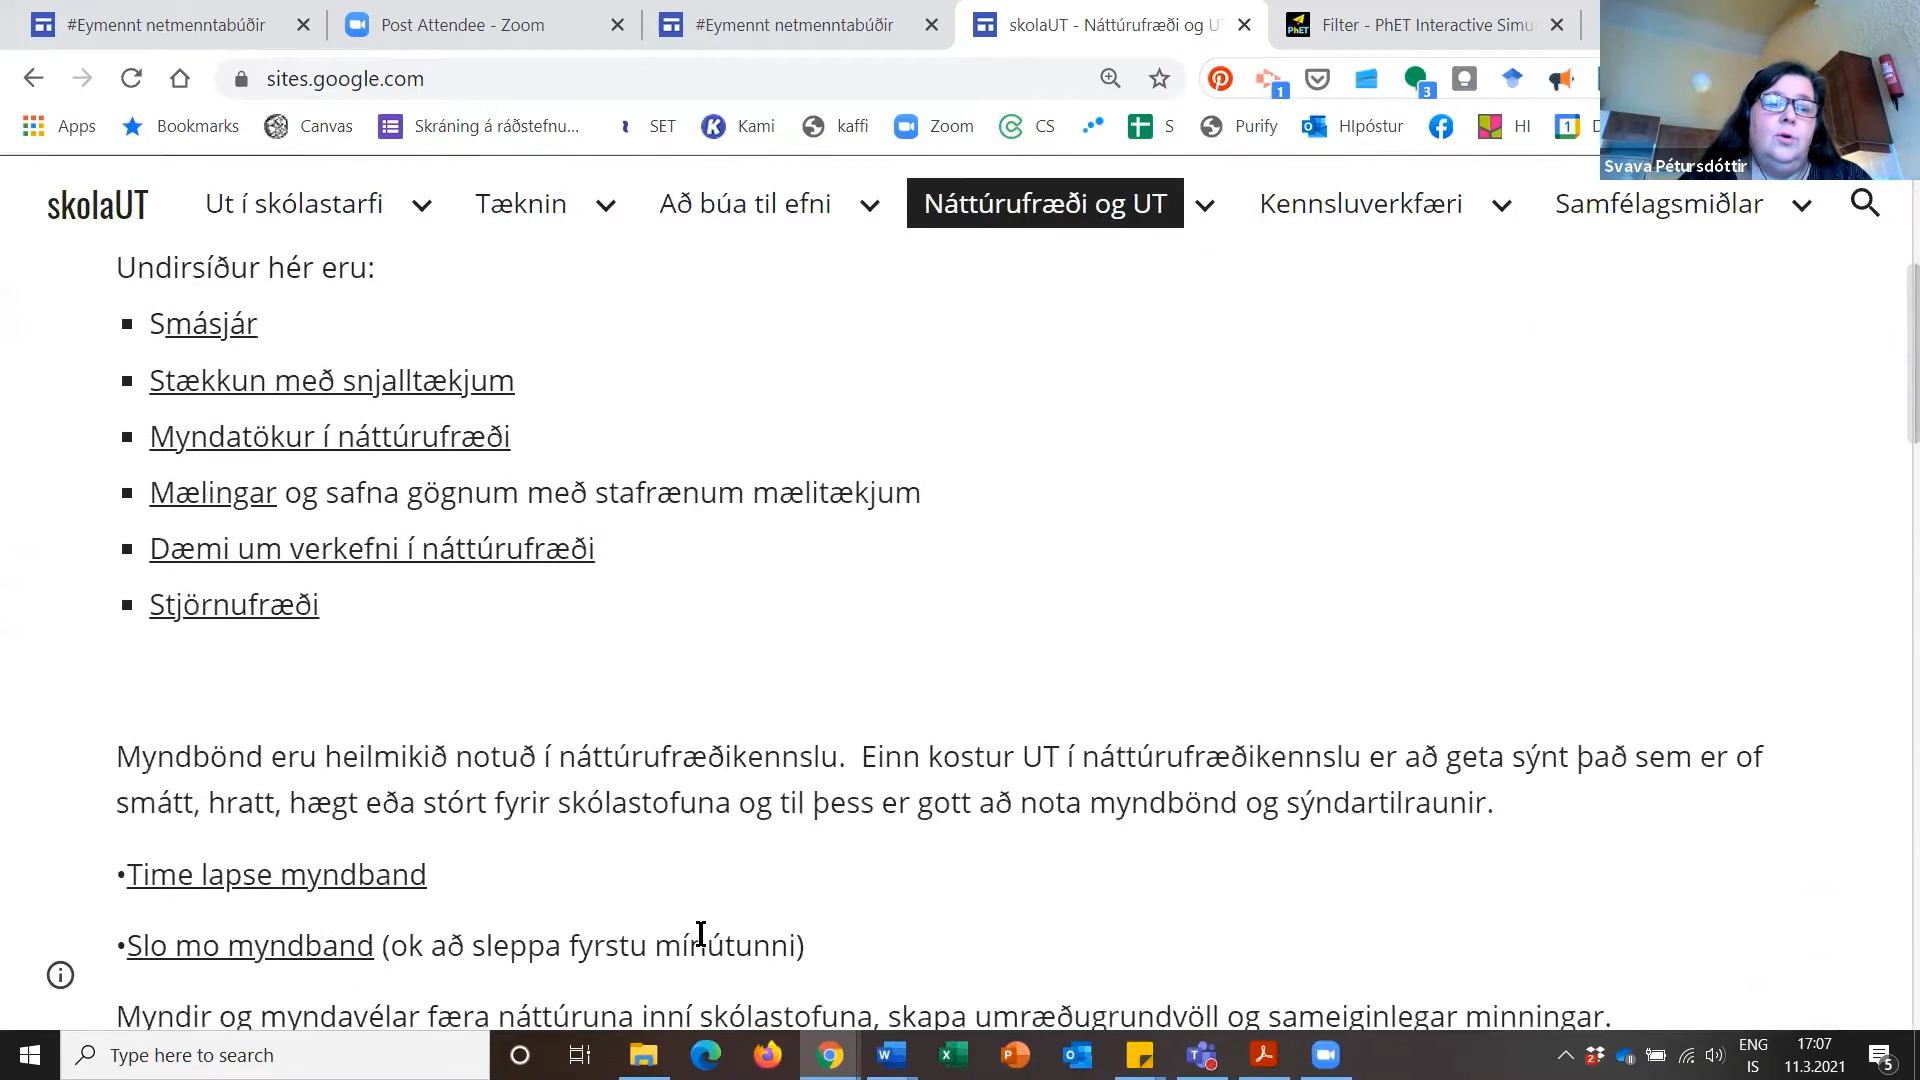 #Eymennt netmenntabúðir
Post Attendee - Zoom
#Eymennt netmenntabúðir
skolaUT - Náttúrufræði og UT
Filter - PhET Interactive Simu
sites.google.com
1
3
Apps
Bookmarks
Canvas
Skráning á ráðstefnu...
SET
Kami
kaffi
Zoom
CS
S
Purify
HIpóstur
HI
1
Svava Pétursdóttir
skolaUT
Ut í skólastarfi
Tæknin
Að búa til efni
Náttúrufræði og UT
Kennsluverkfæri
Samfélagsmiðlar
Undirsíður hér eru:
Smásjár
Stækkun með snjalltækjum
Myndatökur í náttúrufræði
Mælingar og safna gögnum með stafrænum mælitækjum
Dæmi um verkefni í náttúrufræði
Stjörnufræði
Myndbönd eru heilmikið notuð í náttúrufræðikennslu.  Einn kostur UT í náttúrufræðikennslu er að geta sýnt það sem er of
smátt, hratt, hægt eða stórt fyrir skólastofuna og til þess er gott að nota myndbönd og sýndartilraunir.
•Time lapse myndband
•Slo mo myndband (ok að sleppa fyrstu mínútunni)
Myndir og myndavélar færa náttúruna inní skólastofuna, skapa umræðugrundvöll og sameiginlegar minningar.
Type here to search
2
ENG
IS
17:07
11.3.2021
5